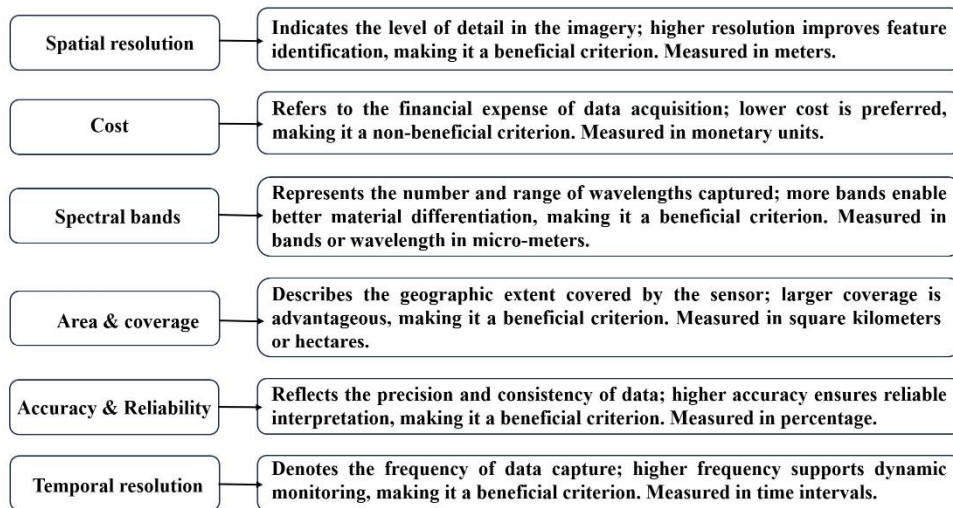 Spatial resolution
Indicates the level of detail in the imagery; higher resolution improves feature
identification, making it a beneficial criterion. Measured in meters.
Cost
Refers to the financial expense of data acquisition; lower cost is preferred,
making it a non-beneficial criterion. Measured in monetary units.
Spectral bands
Represents the number and range of wavelengths captured; more bands enable
better material differentiation, making it a beneficial criterion. Measured in
bands or wavelength in micro-meters.
Area & coverage
Describes the geographic extent covered by the sensor; larger coverage is
advantageous, making it a beneficial criterion. Measured in square kilometers
or hectares.
Accuracy & Reliability
Reflects the precision and consistency of data; higher accuracy ensures reliable
interpretation, making it a beneficial criterion. Measured in percentage.
Temporal resolution
Denotes the frequency of data capture; higher frequency supports dynamic
monitoring, making it a beneficial criterion. Measured in time intervals.